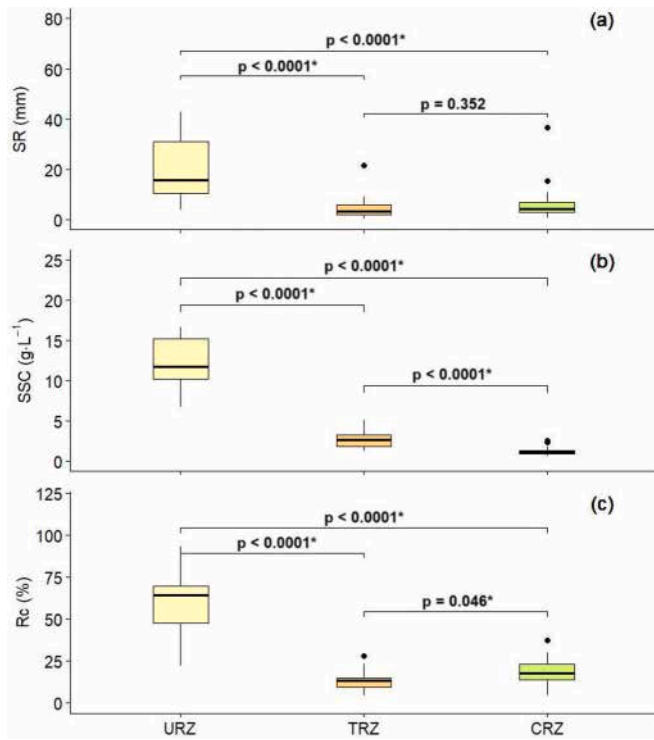 (a)
80
60
40
20
0
SR (mm)
p < 0.0001*
p < 0.0001*
p = 0.352
(b)
25
20
15
10
5
0
SSC (g·L⁻¹)
p < 0.0001*
p < 0.0001*
p < 0.0001*
(c)
125
100
75
50
25
0
Rc (%)
p < 0.0001*
p < 0.0001*
p = 0.046*
URZ TRZ CRZ